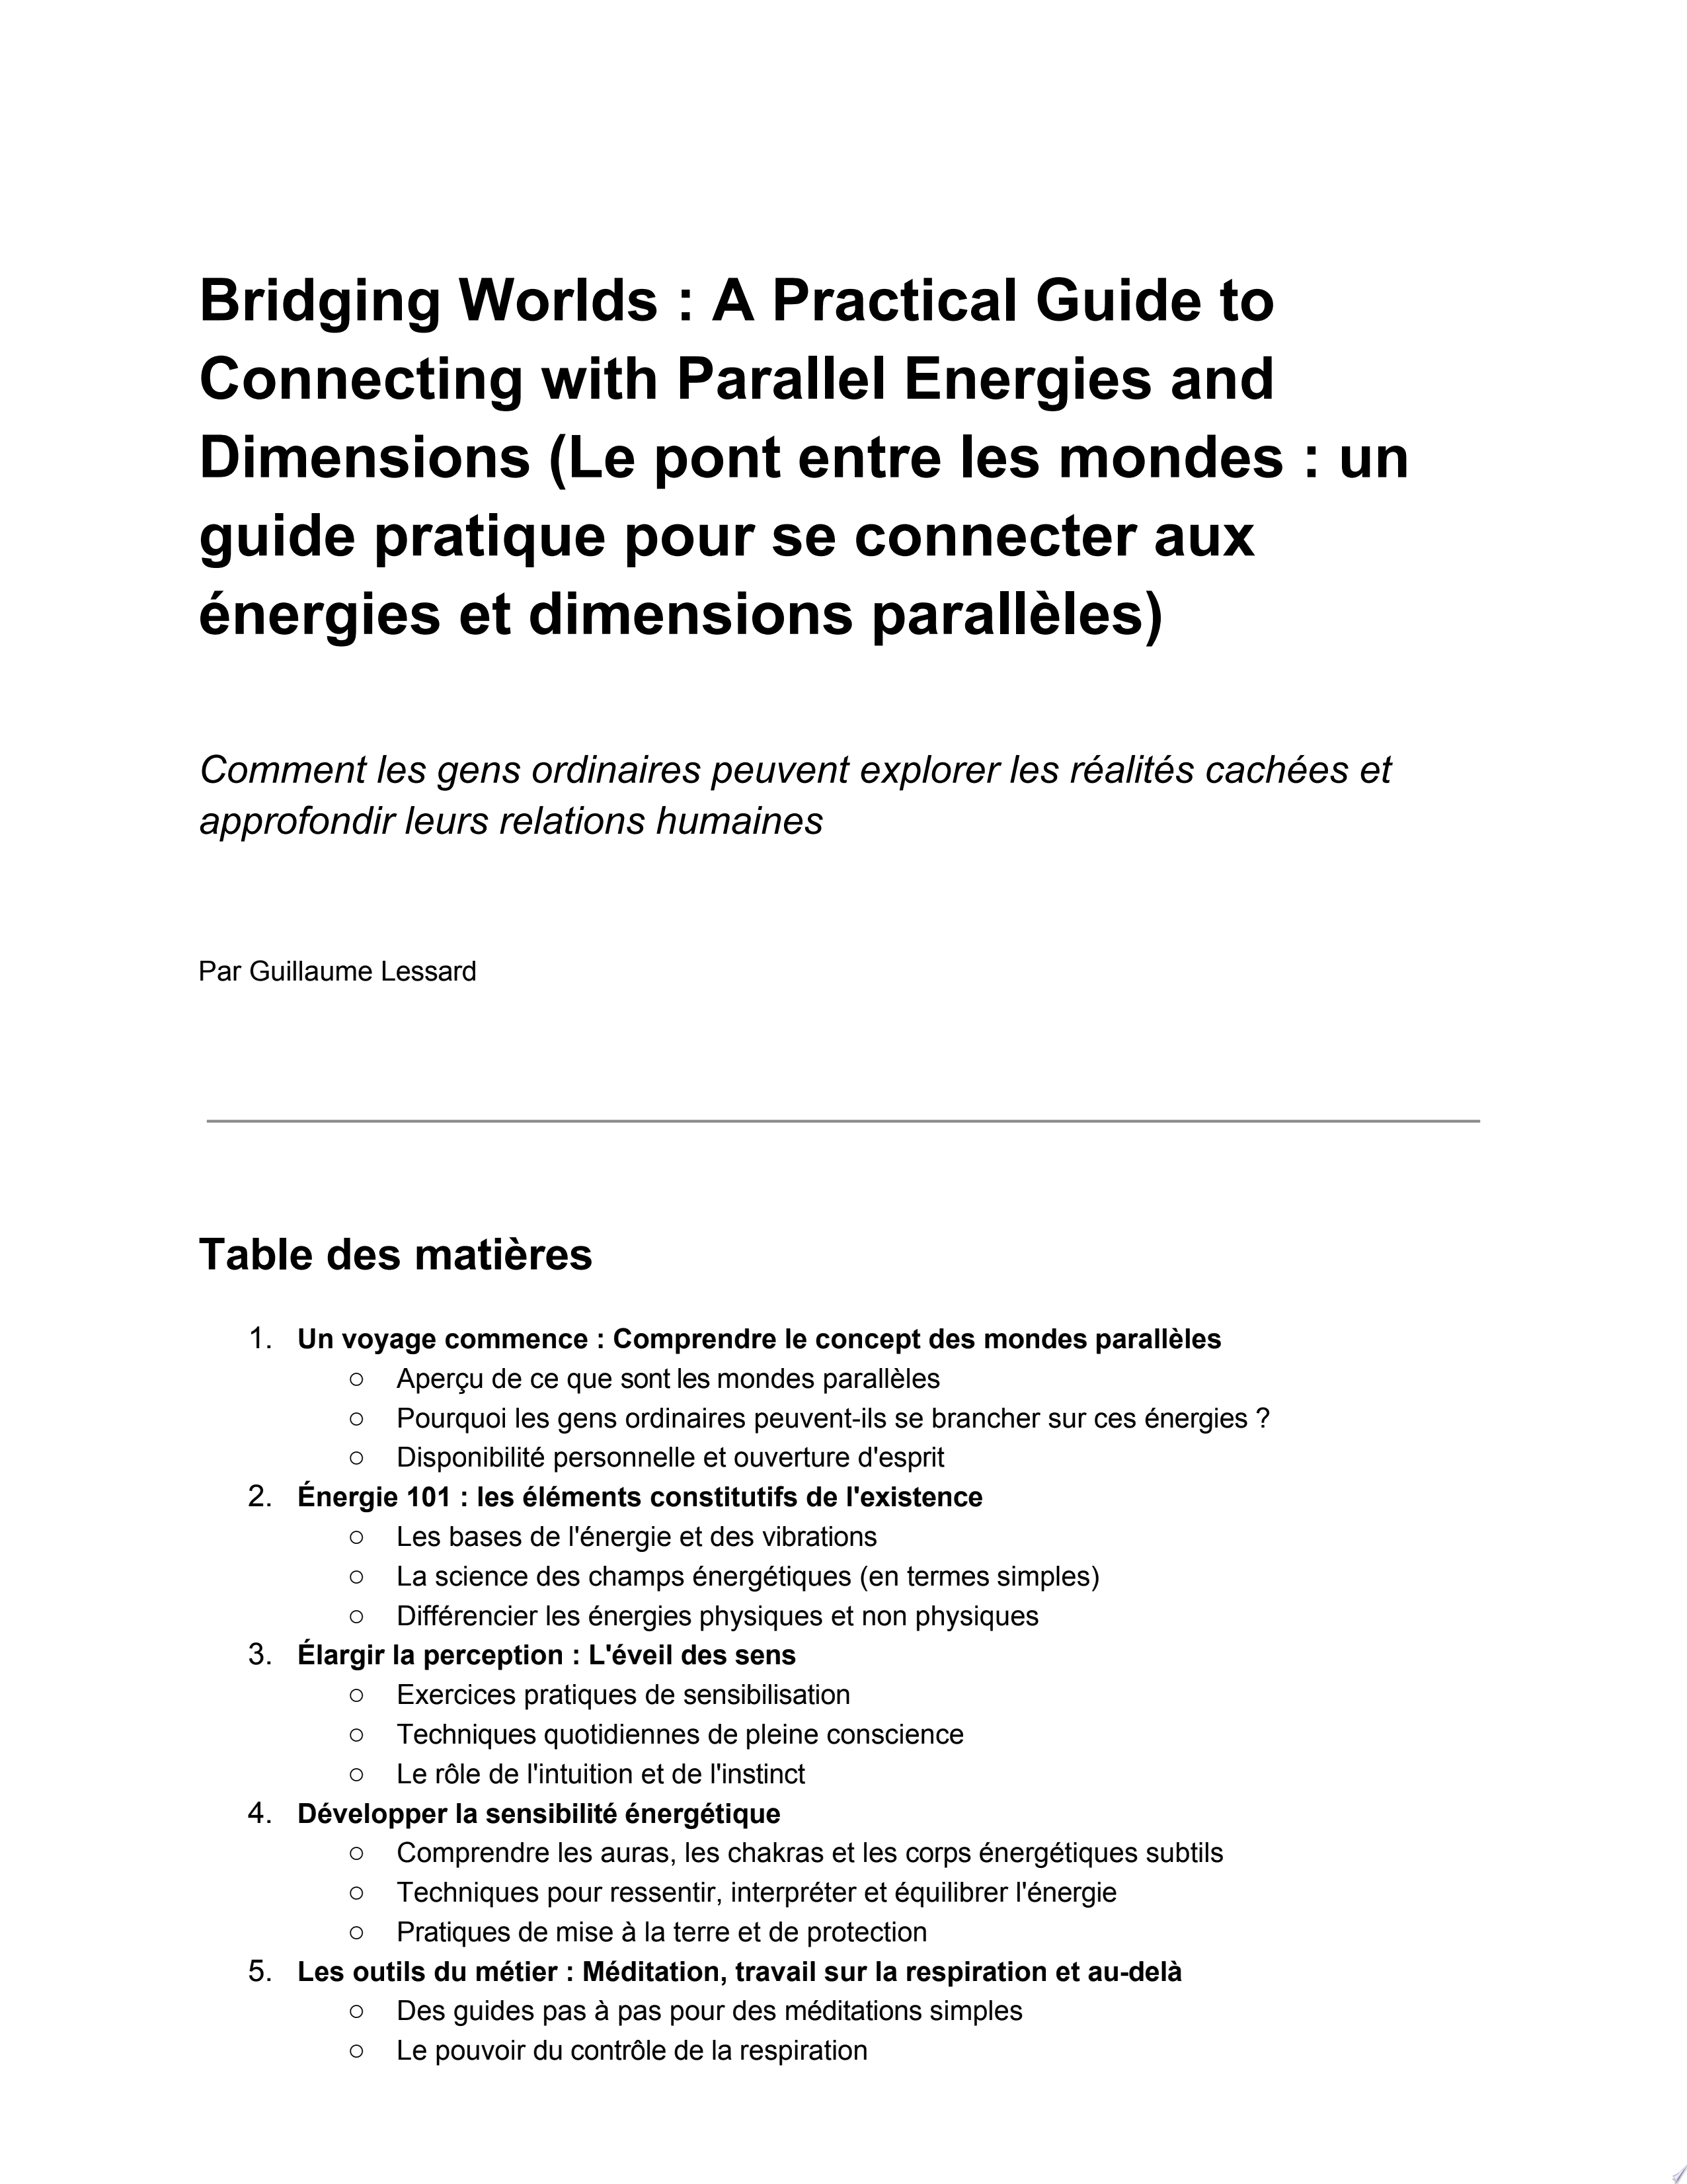 Bridging Worlds : A Practical Guide to
Connecting with Parallel Energies and
Dimensions (Le pont entre les mondes : un
guide pratique pour se connecter aux
énergies et dimensions parallèles)
Comment les gens ordinaires peuvent explorer les réalités cachées et
approfondir leurs relations humaines
Par Guillaume Lessard
Table des matières
1. Un voyage commence : Comprendre le concept des mondes parallèles
○ Aperçu de ce que sont les mondes parallèles
○ Pourquoi les gens ordinaires peuvent-ils se brancher sur ces énergies ?
○ Disponibilité personnelle et ouverture d'esprit
2. Énergie 101 : les éléments constitutifs de l'existence
○ Les bases de l'énergie et des vibrations
○ La science des champs énergétiques (en termes simples)
○ Différencier les énergies physiques et non physiques
3. Élargir la perception : L'éveil des sens
○ Exercices pratiques de sensibilisation
○ Techniques quotidiennes de pleine conscience
○ Le rôle de l'intuition et de l'instinct
4. Développer la sensibilité énergétique
○ Comprendre les auras, les chakras et les corps énergétiques subtils
○ Techniques pour ressentir, interpréter et équilibrer l'énergie
○ Pratiques de mise à la terre et de protection
5. Les outils du métier : Méditation, travail sur la respiration et au-delà
○ Des guides pas à pas pour des méditations simples
○ Le pouvoir du contrôle de la respiration